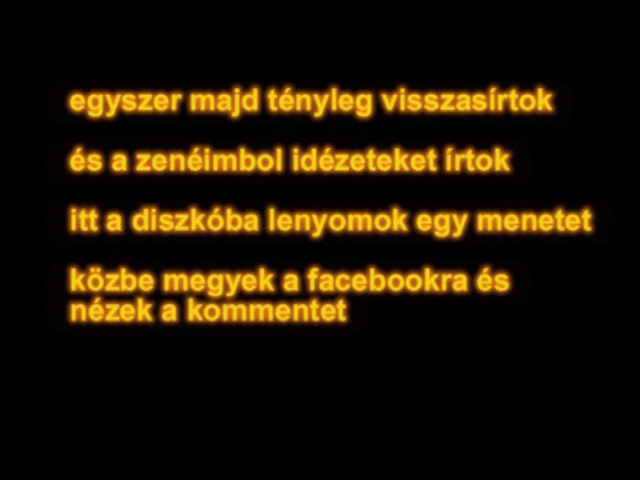 egyszer majd tényleg visszasírtok
és a zenéimbol idézeteket írtok
itt a diszkóba lenyomok egy menetet
közbe megyek a facebookra és
nézek a kommentet